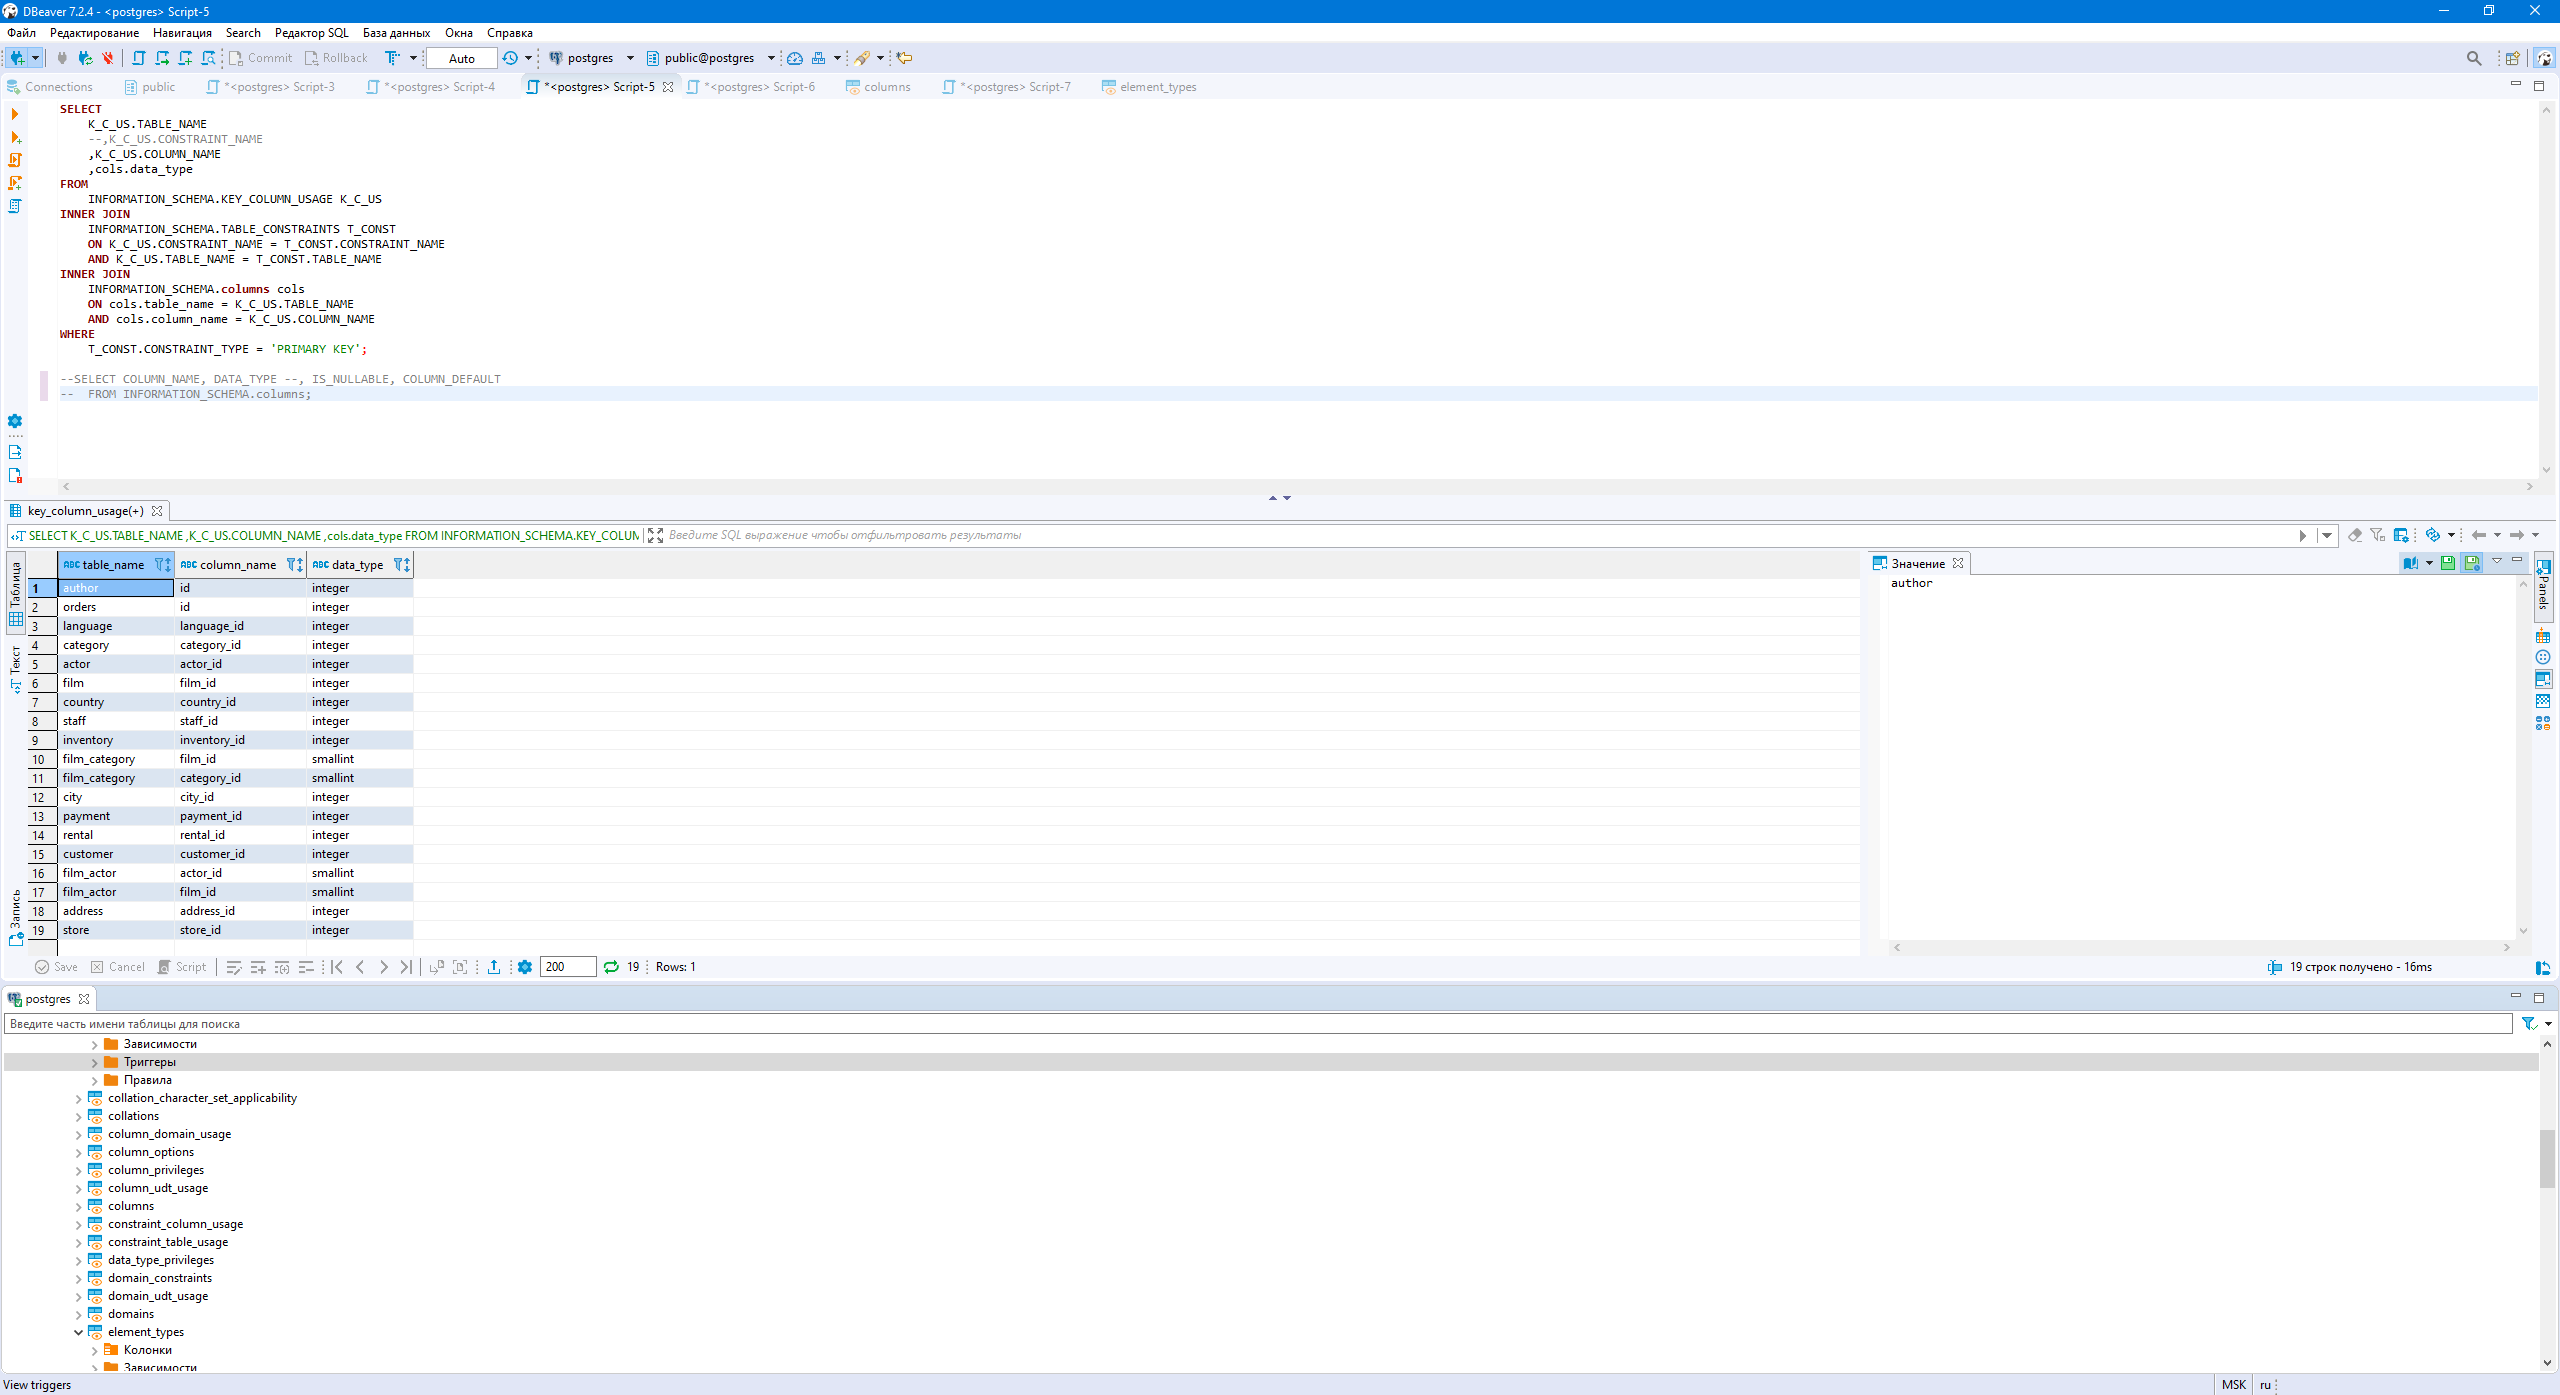 DBeaver 7.2.4 - <postgres> Script-5
Файл Редактирование Навигация Search Редактор SQL База данных Окна Справка
Commit Rollback Auto postgres public@postgres
Connections public *<postgres> Script-3 *<postgres> Script-4 *<postgres> Script-5 *<postgres> Script-6 columns *<postgres> Script-7 element_types
SELECT
K_C_US.TABLE_NAME
--,K_C_US.CONSTRAINT_NAME
,K_C_US.COLUMN_NAME
,cols.data_type
FROM
INFORMATION_SCHEMA.KEY_COLUMN_USAGE K_C_US
INNER JOIN
INFORMATION_SCHEMA.TABLE_CONSTRAINTS T_CONST
ON K_C_US.CONSTRAINT_NAME = T_CONST.CONSTRAINT_NAME
AND K_C_US.TABLE_NAME = T_CONST.TABLE_NAME
INNER JOIN
INFORMATION_SCHEMA.columns cols
ON cols.table_name = K_C_US.TABLE_NAME
AND cols.column_name = K_C_US.COLUMN_NAME
WHERE
T_CONST.CONSTRAINT_TYPE = 'PRIMARY KEY';
--SELECT COLUMN_NAME, DATA_TYPE --, IS_NULLABLE, COLUMN_DEFAULT
-- FROM INFORMATION_SCHEMA.columns;
key_column_usage(+)
SELECT K_C_US.TABLE_NAME ,K_C_US.COLUMN_NAME ,cols.data_type FROM INFORMATION_SCHEMA.KEY_COLUM Введите SQL выражение чтобы отфильтровать результаты
Таблица
Текст
Запись
ABC table_name ABC column_name ABC data_type
1 author id integer
2 orders id integer
3 language language_id integer
4 category category_id integer
5 actor actor_id integer
6 film film_id integer
7 country country_id integer
8 staff staff_id integer
9 inventory inventory_id integer
10 film_category film_id smallint
11 film_category category_id smallint
12 city city_id integer
13 payment payment_id integer
14 rental rental_id integer
15 customer customer_id integer
16 film_actor actor_id smallint
17 film_actor film_id smallint
18 address address_id integer
19 store store_id integer
Значение
author
Panels
Save Cancel Script 200 19 Rows: 1 19 строк получено - 16ms
postgres
Введите часть имени таблицы для поиска
Зависимости
Триггеры
Правила
collation_character_set_applicability
collations
column_domain_usage
column_options
column_privileges
column_udt_usage
columns
constraint_column_usage
constraint_table_usage
data_type_privileges
domain_constraints
domain_udt_usage
domains
element_types
Колонки
Зависимости
View triggers MSK ru